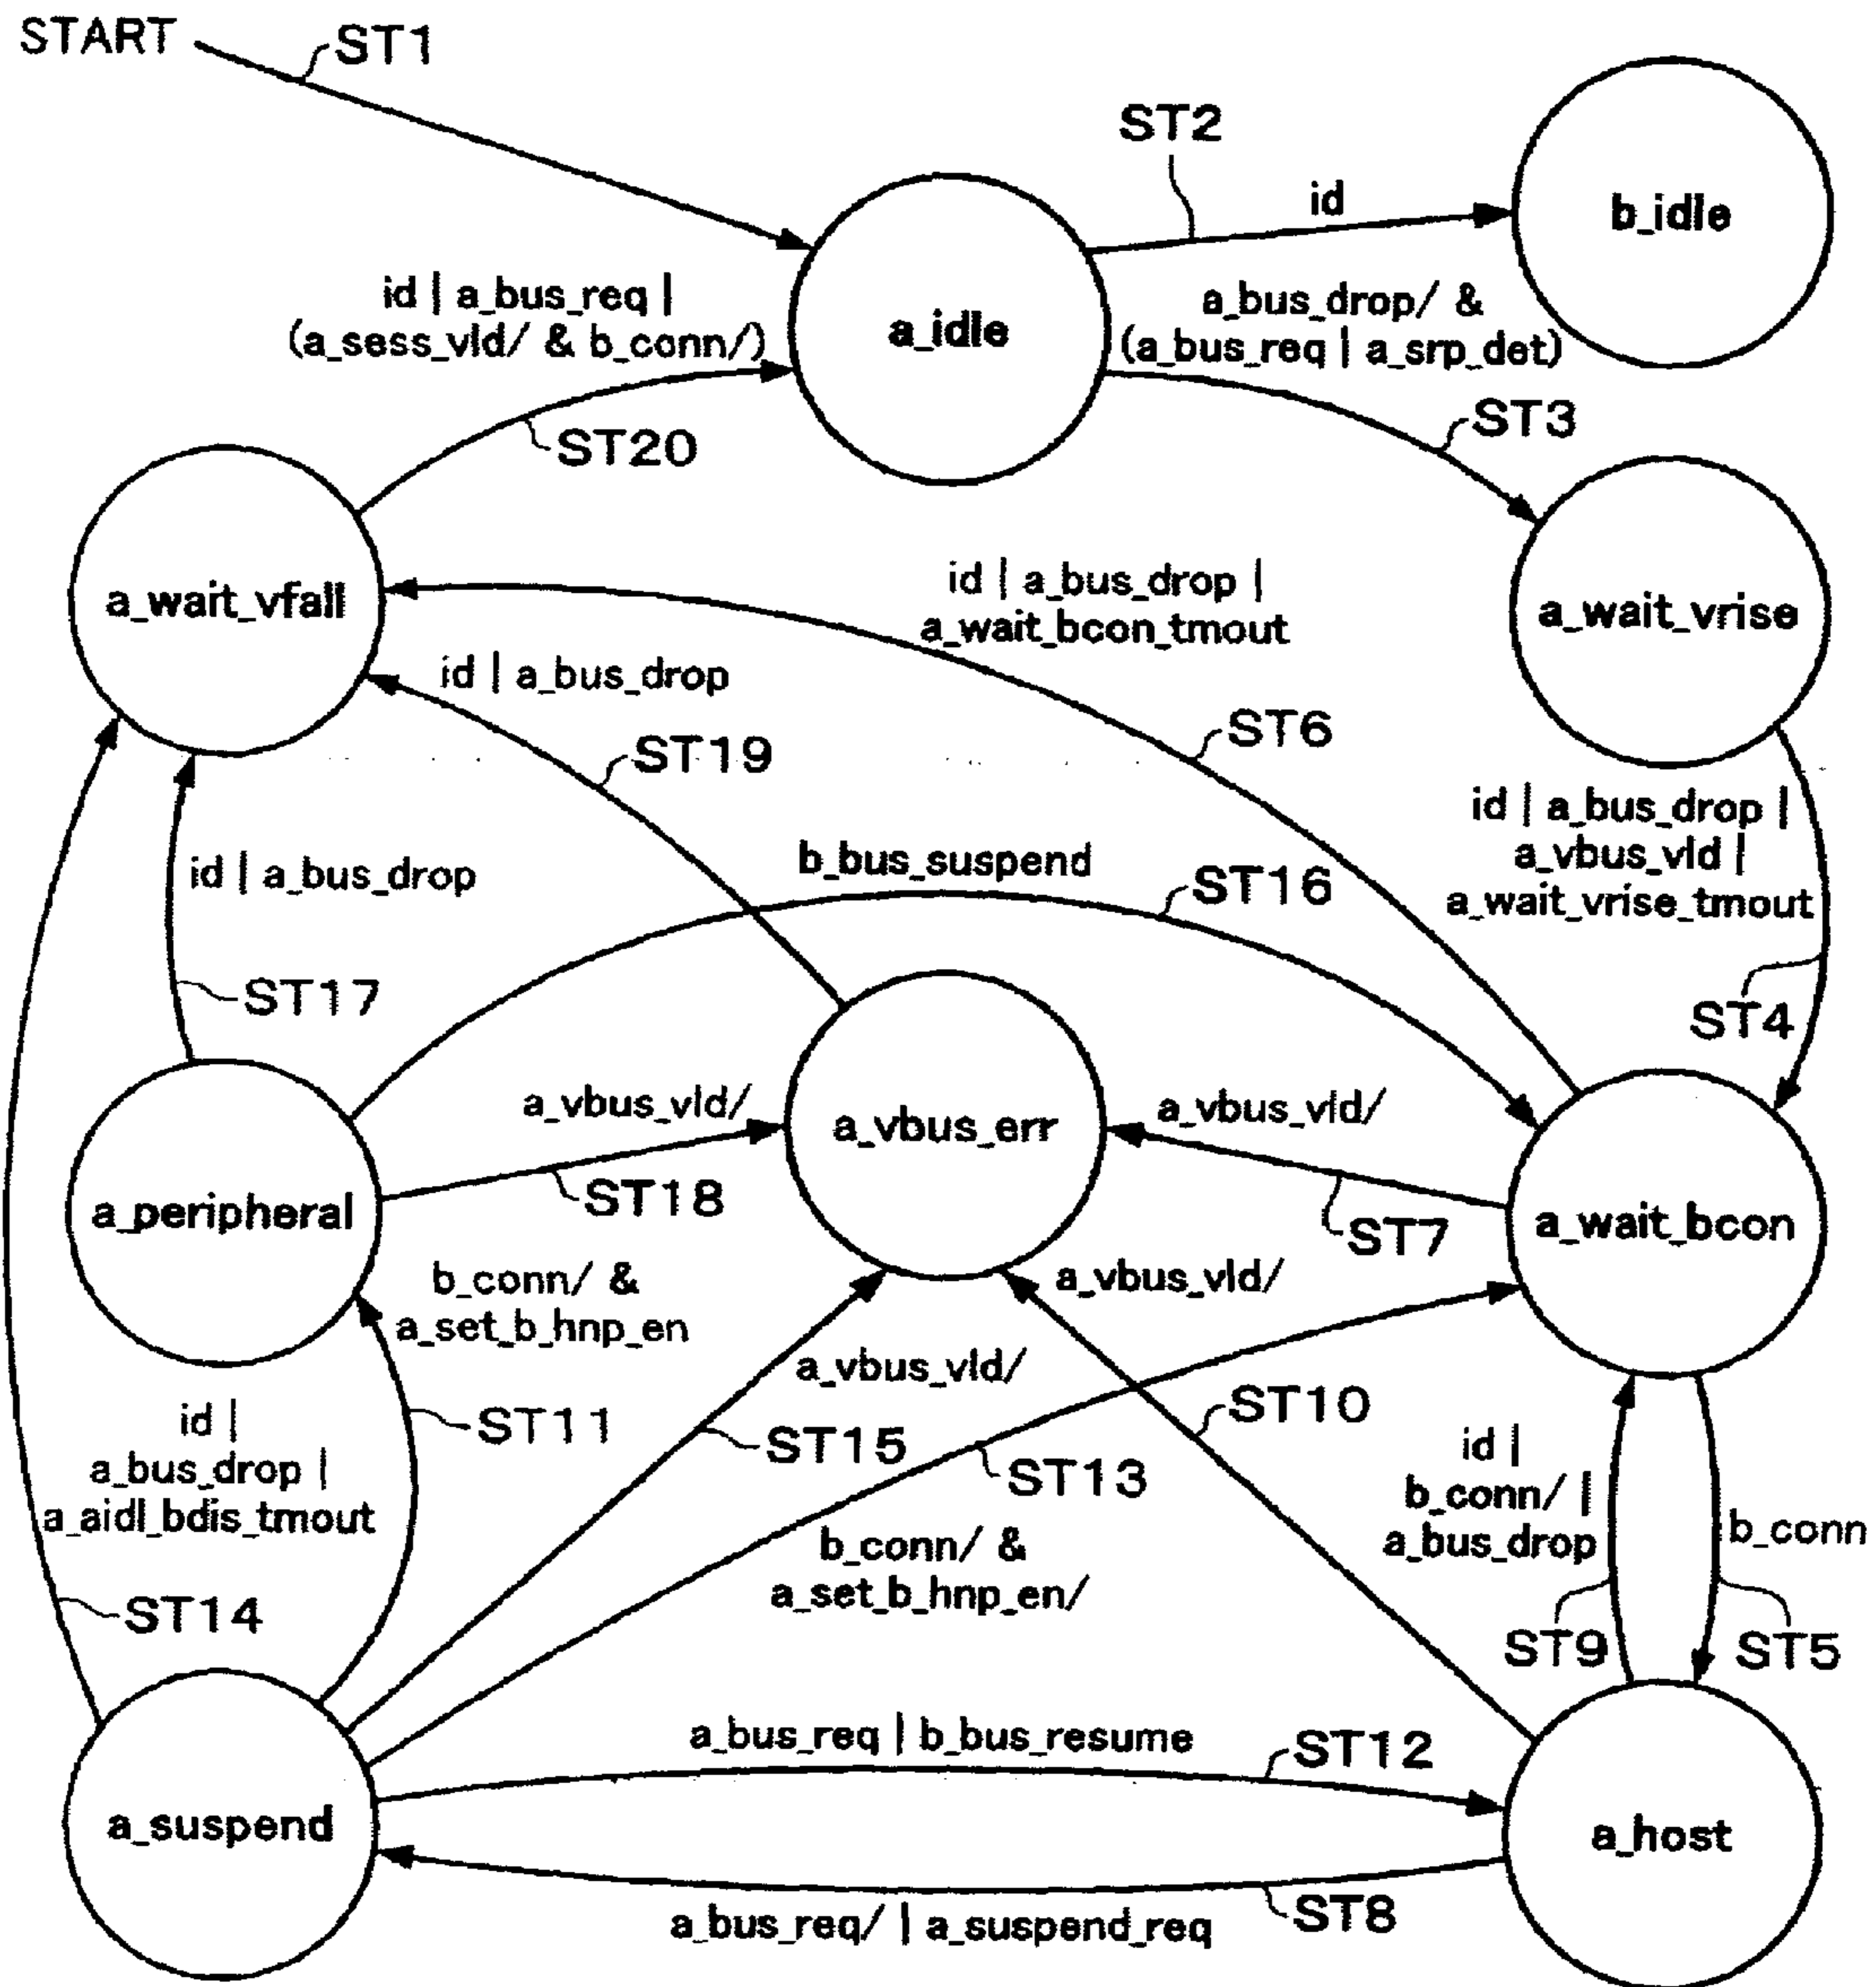 START
ST1
ST2
id
b_idle
id | a_bus_req |
(a_sess_vld/ & b_conn/)
a_idle
a_bus_drop/ &
(a_bus_req | a_srp_det)
ST3
ST20
a_wait_vfall
id | a_bus_drop |
a_wait_bcon_tmout
a_wait_vrise
id | a_bus_drop
ST6
ST19
id | a_bus_drop |
a_vbus_vld |
a_wait_vrise_tmout
b_bus_suspend
id | a_bus_drop
ST16
ST17
ST4
a_vbus_vld/
a_vbus_err
a_vbus_vld/
ST18
a_peripheral
ST7
a_wait_bcon
b_conn/ &
a_set_b_hnp_en
a_vbus_vld/
a_vbus_vld/
ST11
ST15
ST10
ST13
id |
a_bus_drop |
a_aidl_bdis_tmout
id |
b_conn/ |
a_bus_drop
b_conn
b_conn/ &
a_set_b_hnp_en/
ST14
ST9
ST5
a_bus_req | b_bus_resume
ST12
a_suspend
a_host
a_bus_req/ | a_suspend_req
ST8